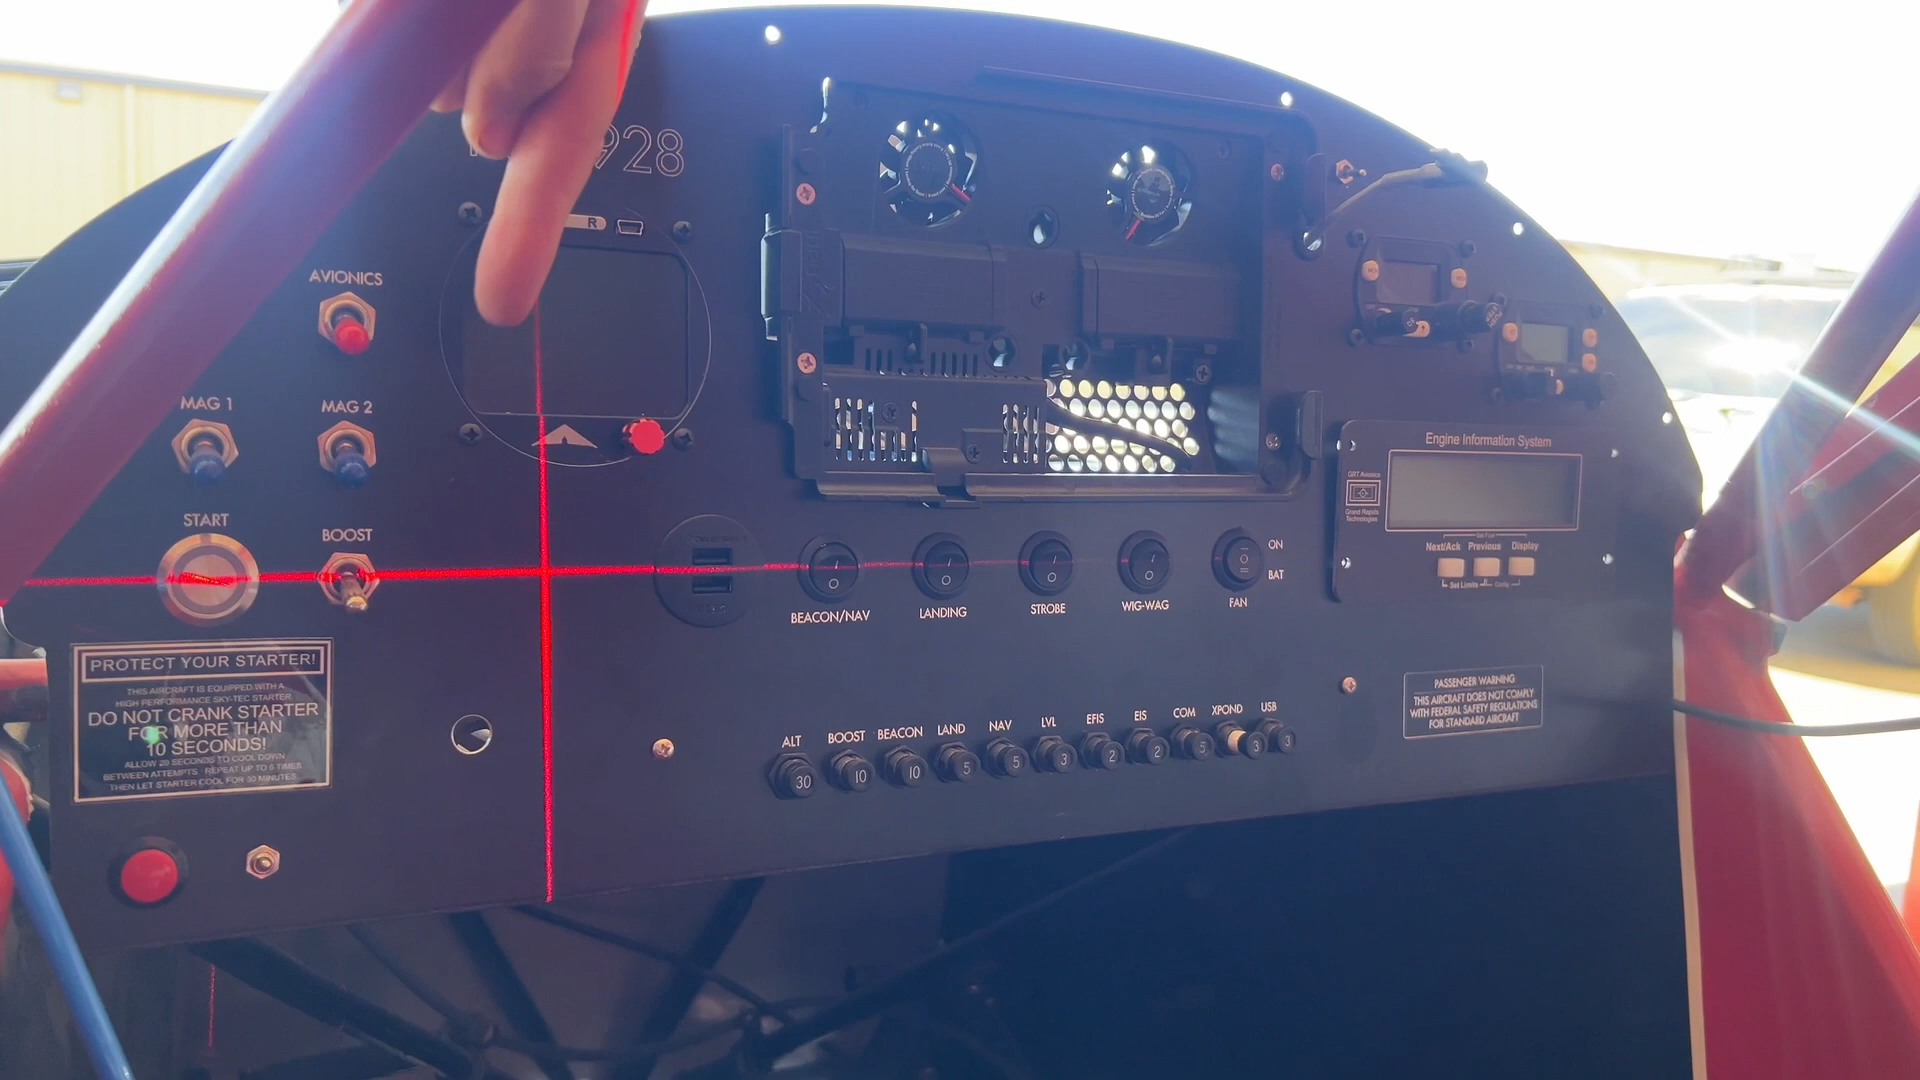 928
R
AVIONICS
MAG 1
MAG 2
START
BOOST
PROTECT YOUR STARTER!
THIS AIRCRAFT IS EQUIPPED WITH A
HIGH PERFORMANCE SKY-TEC STARTER
DO NOT CRANK STARTER
FOR MORE THAN
10 SECONDS!
ALLOW 20 SECONDS TO COOL DOWN
BETWEEN ATTEMPTS. REPEAT UP TO 6 TIMES
THEN LET STARTER COOL FOR 30 MINUTES.
BEACON/NAV
LANDING
STROBE
WIG-WAG
FAN
ON
BAT
Engine Information System
GRT Avionics
Grand Rapids
Technologies
Next/Ack Previous Display
Set Limits
Config
PASSENGER WARNING
THIS AIRCRAFT DOES NOT COMPLY
WITH FEDERAL SAFETY REGULATIONS
FOR STANDARD AIRCRAFT
ALT BOOST BEACON LAND NAV LVL EFIS EIS COM XPOND USB
30 10 10 5 5 3 2 2 5 3 3